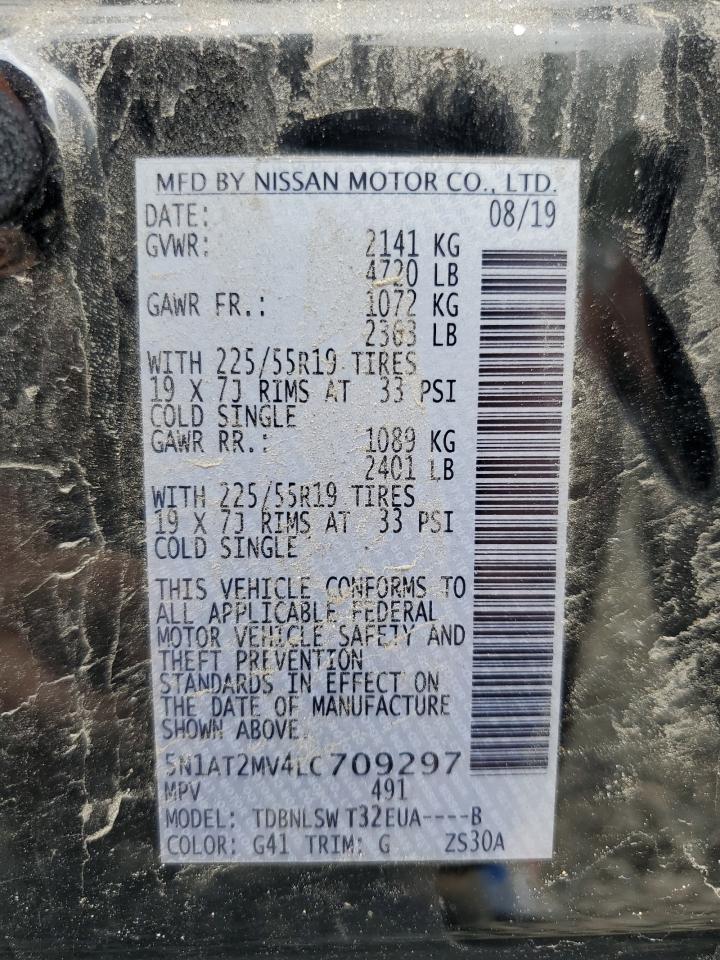 MFD BY NISSAN MOTOR CO., LTD.
DATE: 08/19
GVWR: 2141 KG
4720 LB
GAWR FR.: 1072 KG
2363 LB
WITH 225/55R19 TIRES
19 X 7J RIMS AT 33 PSI
COLD SINGLE
GAWR RR.: 1089 KG
2401 LB
WITH 225/55R19 TIRES
19 X 7J RIMS AT 33 PSI
COLD SINGLE
THIS VEHICLE CONFORMS TO
ALL APPLICABLE FEDERAL
MOTOR VEHICLE SAFETY AND
THEFT PREVENTION
STANDARDS IN EFFECT ON
THE DATE OF MANUFACTURE
SHOWN ABOVE.
5N1AT2MV4LC709297
MPV 491
MODEL: TDBNLSW T32EUA----B
COLOR: G41 TRIM: G ZS30A